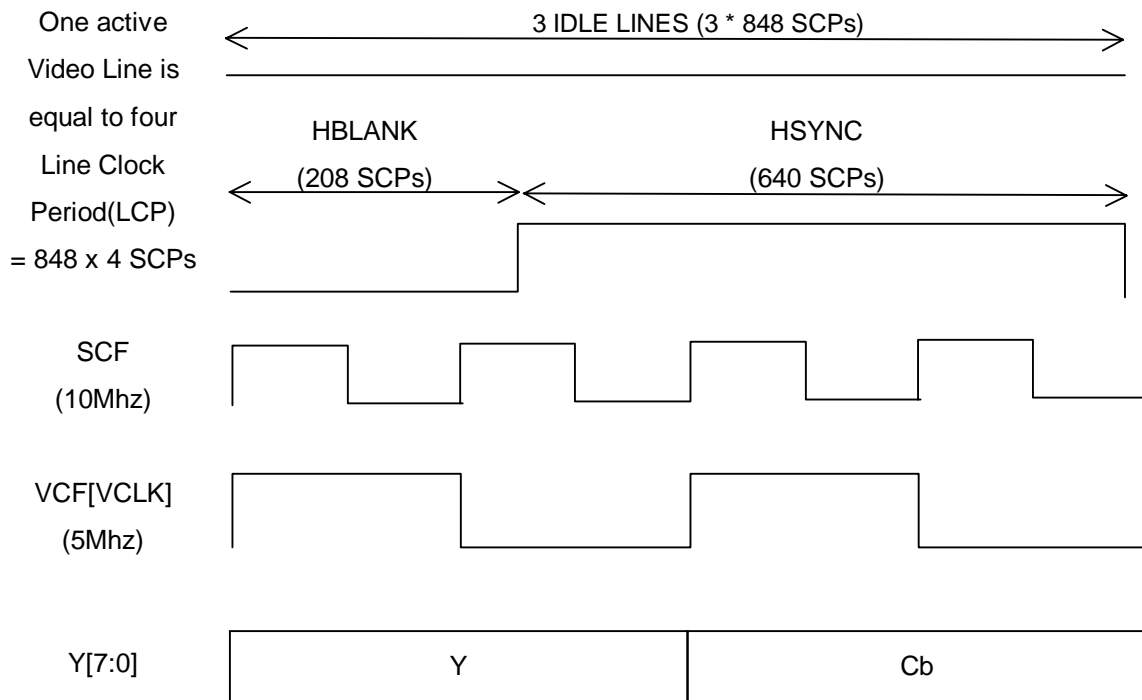 One active
Video Line is
equal to four
Line Clock
Period(LCP)
= 848 x 4 SCPs
3 IDLE LINES (3 * 848 SCPs)
HBLANK
(208 SCPs)
HSYNC
(640 SCPs)
SCF
(10Mhz)
VCF[VCLK]
(5Mhz)
Y[7:0]
Y
Cb